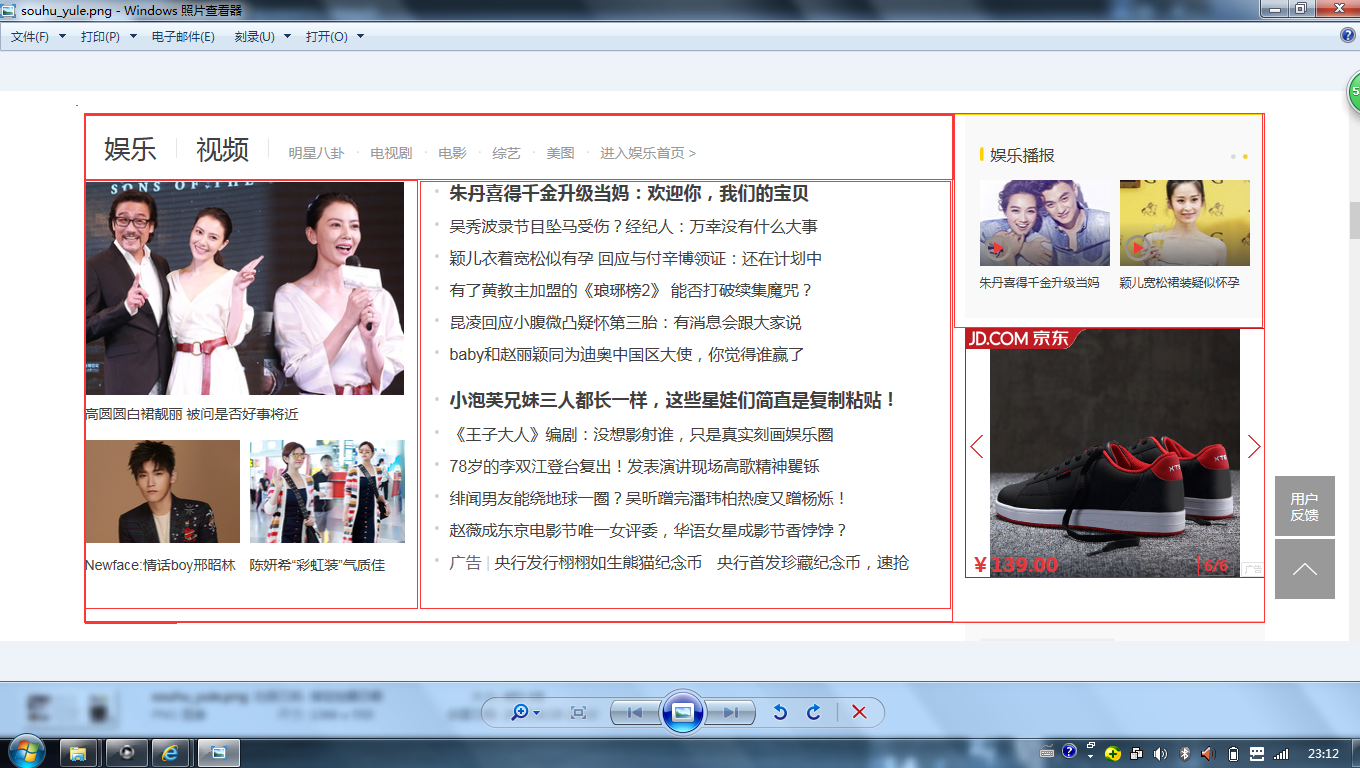 souhu_yule.png - Windows 照片查看器
文件(F) 打印(P) 电子邮件(E) 刻录(U) 打开(O)
娱乐 视频 明星八卦 · 电视剧 · 电影 · 综艺 · 美图 · 进入娱乐首页 >
SONS OF THE
高圆圆白裙靓丽 被问是否好事将近
Newface:情话boy邢昭林
陈妍希“彩虹装”气质佳
朱丹喜得千金升级当妈：欢迎你，我们的宝贝
吴秀波录节目坠马受伤？经纪人：万幸没有什么大事
颖儿衣着宽松似有孕 回应与付辛博领证：还在计划中
有了黄教主加盟的《琅琊榜2》 能否打破续集魔咒？
昆凌回应小腹微凸疑怀第三胎：有消息会跟大家说
baby和赵丽颖同为迪奥中国区大使，你觉得谁赢了
小泡芙兄妹三人都长一样，这些星娃们简直是复制粘贴！
《王子大人》编剧：没想影射谁，只是真实刻画娱乐圈
78岁的李双江登台复出！发表演讲现场高歌精神矍铄
绯闻男友能绕地球一圈？吴昕蹭完潘玮柏热度又蹭杨烁！
赵薇成东京电影节唯一女评委，华语女星成影节香饽饽？
广告 | 央行发行栩栩如生熊猫纪念币 央行首发珍藏纪念币，速抢
娱乐播报
朱丹喜得千金升级当妈
颖儿宽松裙装疑似怀孕
JD.COM 京东
XTE
¥139.00
6/6
广告
用户
反馈
5
23:12